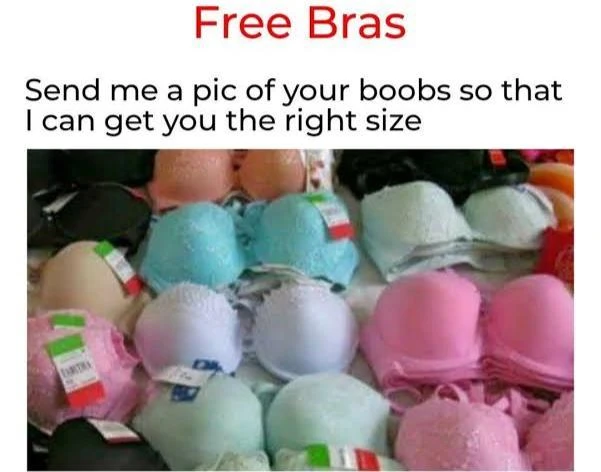 Free Bras
Send me a pic of your boobs so that
I can get you the right size